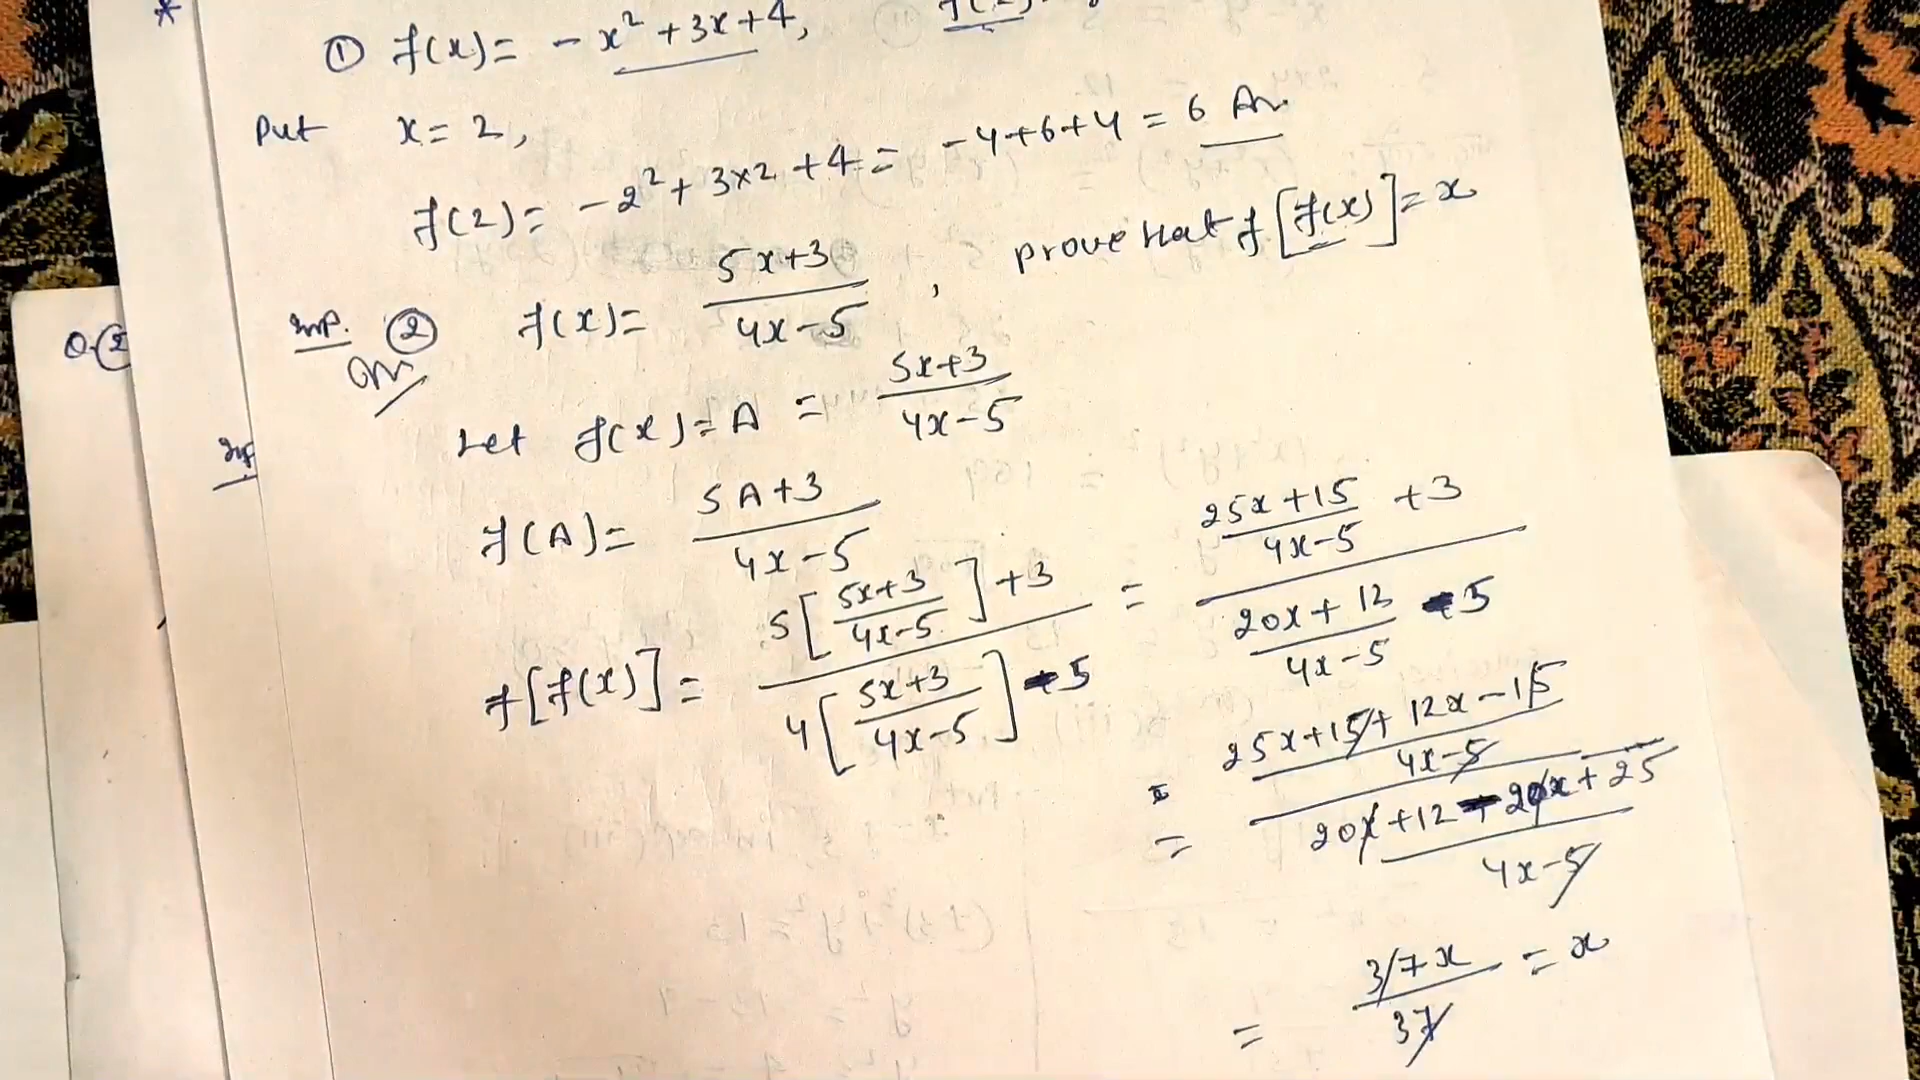 *
① f(x) = - x² + 3x + 4,
Put x = 2,
f(2) = - 2² + 3x2 + 4 = - 4 + 6 + 4 = 6 An.
Imp. ② f(x) = 5x+3 / 4x-5 , prove that f[f(x)] = x
Let f(x) = A = 5x+3 / 4x-5
f(A) = 5A+3 / 4x-5
f[f(x)] = 5[5x+3 / 4x-5] + 3 / 4[5x+3 / 4x-5] - 5 = 25x+15 / 4x-5 + 3 / 20x+12 / 4x-5 - 5
= 25x+15+12x-15 / 4x-5 / 20x+12-20x+25 / 4x-5
= 37x / 37 = x
Q.②
Imp